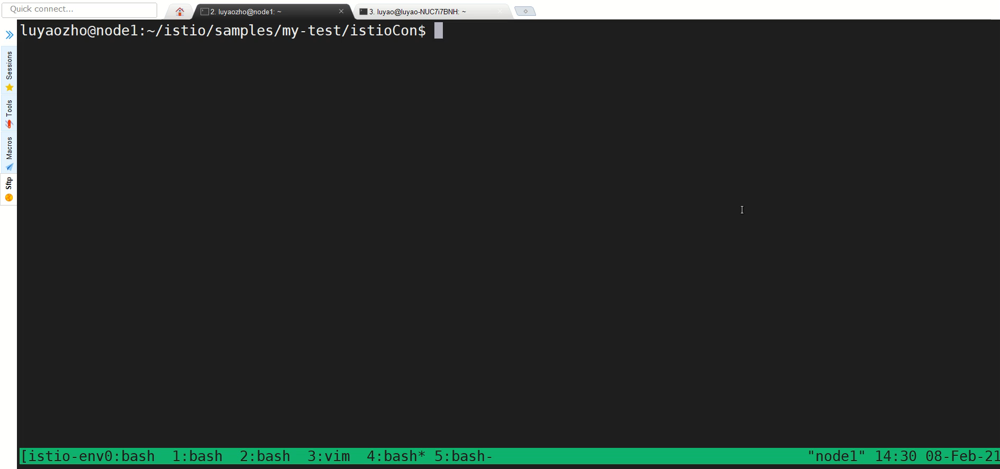 Quick connect...
2. luyaozho@node1: ~
3. luyao@luyao-NUC7i7BNH: ~
luyaozho@node1:~/istio/samples/my-test/istioCon$
Sessions
Tools
Macros
Sftp
[istio-env0:bash  1:bash  2:bash  3:vim  4:bash* 5:bash-
"node1" 14:30 08-Feb-21